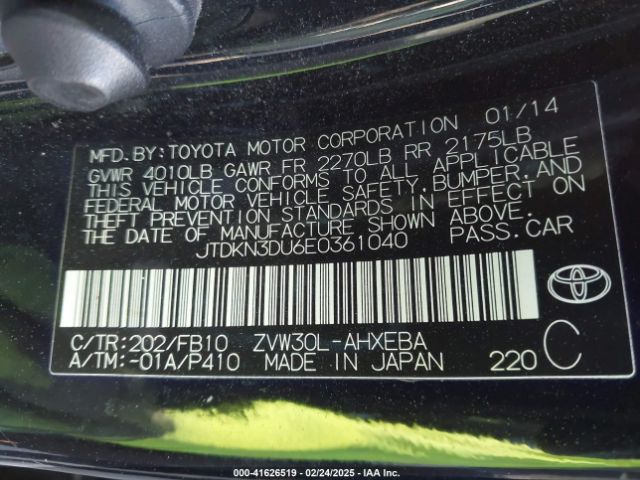 01/14
MFD. BY: TOYOTA MOTOR CORPORATION
GVWR 4010LB GAWR FR 2270LB RR 2175LB
THIS VEHICLE CONFORMS TO ALL APPLICABLE
FEDERAL MOTOR VEHICLE SAFETY, BUMPER, AND
THEFT PREVENTION STANDARDS IN EFFECT ON
THE DATE OF MANUFACTURE SHOWN ABOVE.
JTDKN3DU6E0361040 PASS. CAR
C/TR: 202/FB10 ZVW30L-AHXEBA
A/TM: -01A/P410 MADE IN JAPAN 220 C
TOYOTA
000-41626519 - 02/24/2025 - IAA Inc.